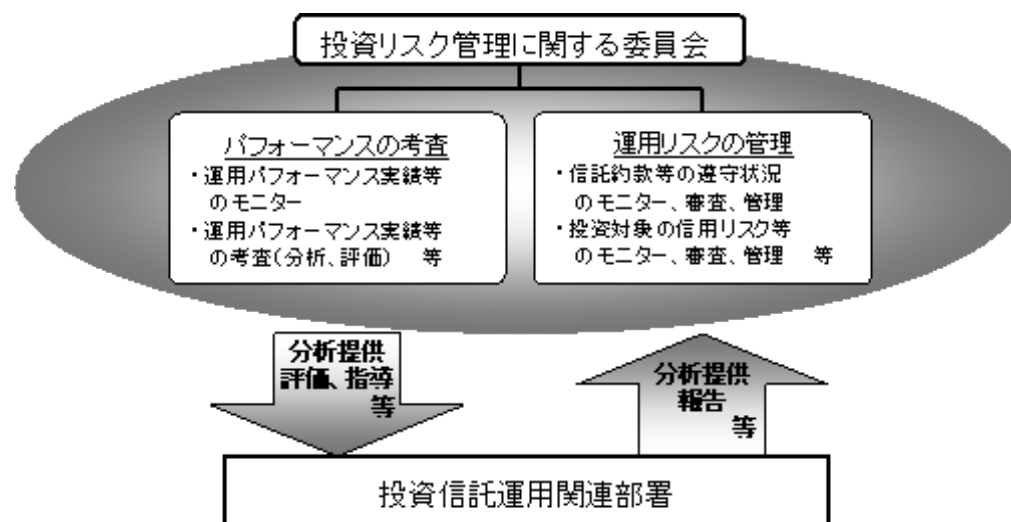 投資リスク管理に関する委員会
パフォーマンスの考査
・運用パフォーマンス実績等
のモニター
・運用パフォーマンス実績等
の考査(分析、評価) 等
運用リスクの管理
・信託約款等の遵守状況
のモニター、審査、管理
・投資対象の信用リスク等
のモニター、審査、管理 等
分析提供
評価、指導
等
分析提供
報告
等
投資信託運用関連部署